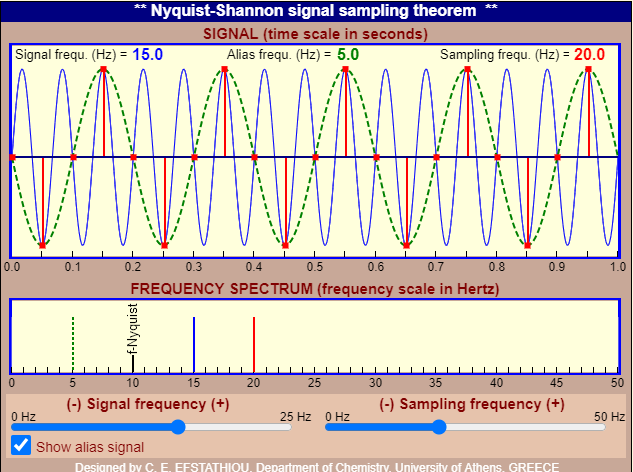 ** Nyquist-Shannon signal sampling theorem **
SIGNAL (time scale in seconds)
Signal frequ. (Hz) = 15.0 Alias frequ. (Hz) = 5.0 Sampling frequ. (Hz) = 20.0
0.0 0.1 0.2 0.3 0.4 0.5 0.6 0.7 0.8 0.9 1.0
FREQUENCY SPECTRUM (frequency scale in Hertz)
f-Nyquist
0 5 10 15 20 25 30 35 40 45 50
(-) Signal frequency (+) (-) Sampling frequency (+)
0 Hz 25 Hz 0 Hz 50 Hz
Show alias signal
Designed by C. E. EFSTATHIOU, Department of Chemistry, University of Athens, GREECE